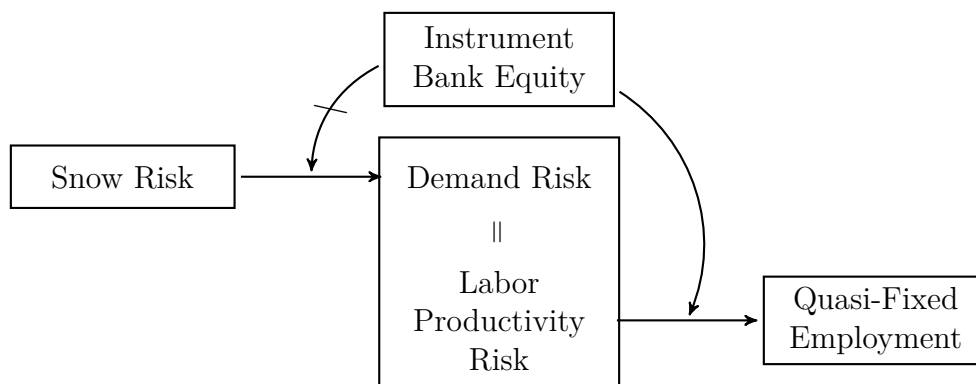 Instrument
Bank Equity
Snow Risk
Demand Risk
=
Labor
Productivity
Risk
Quasi-Fixed
Employment